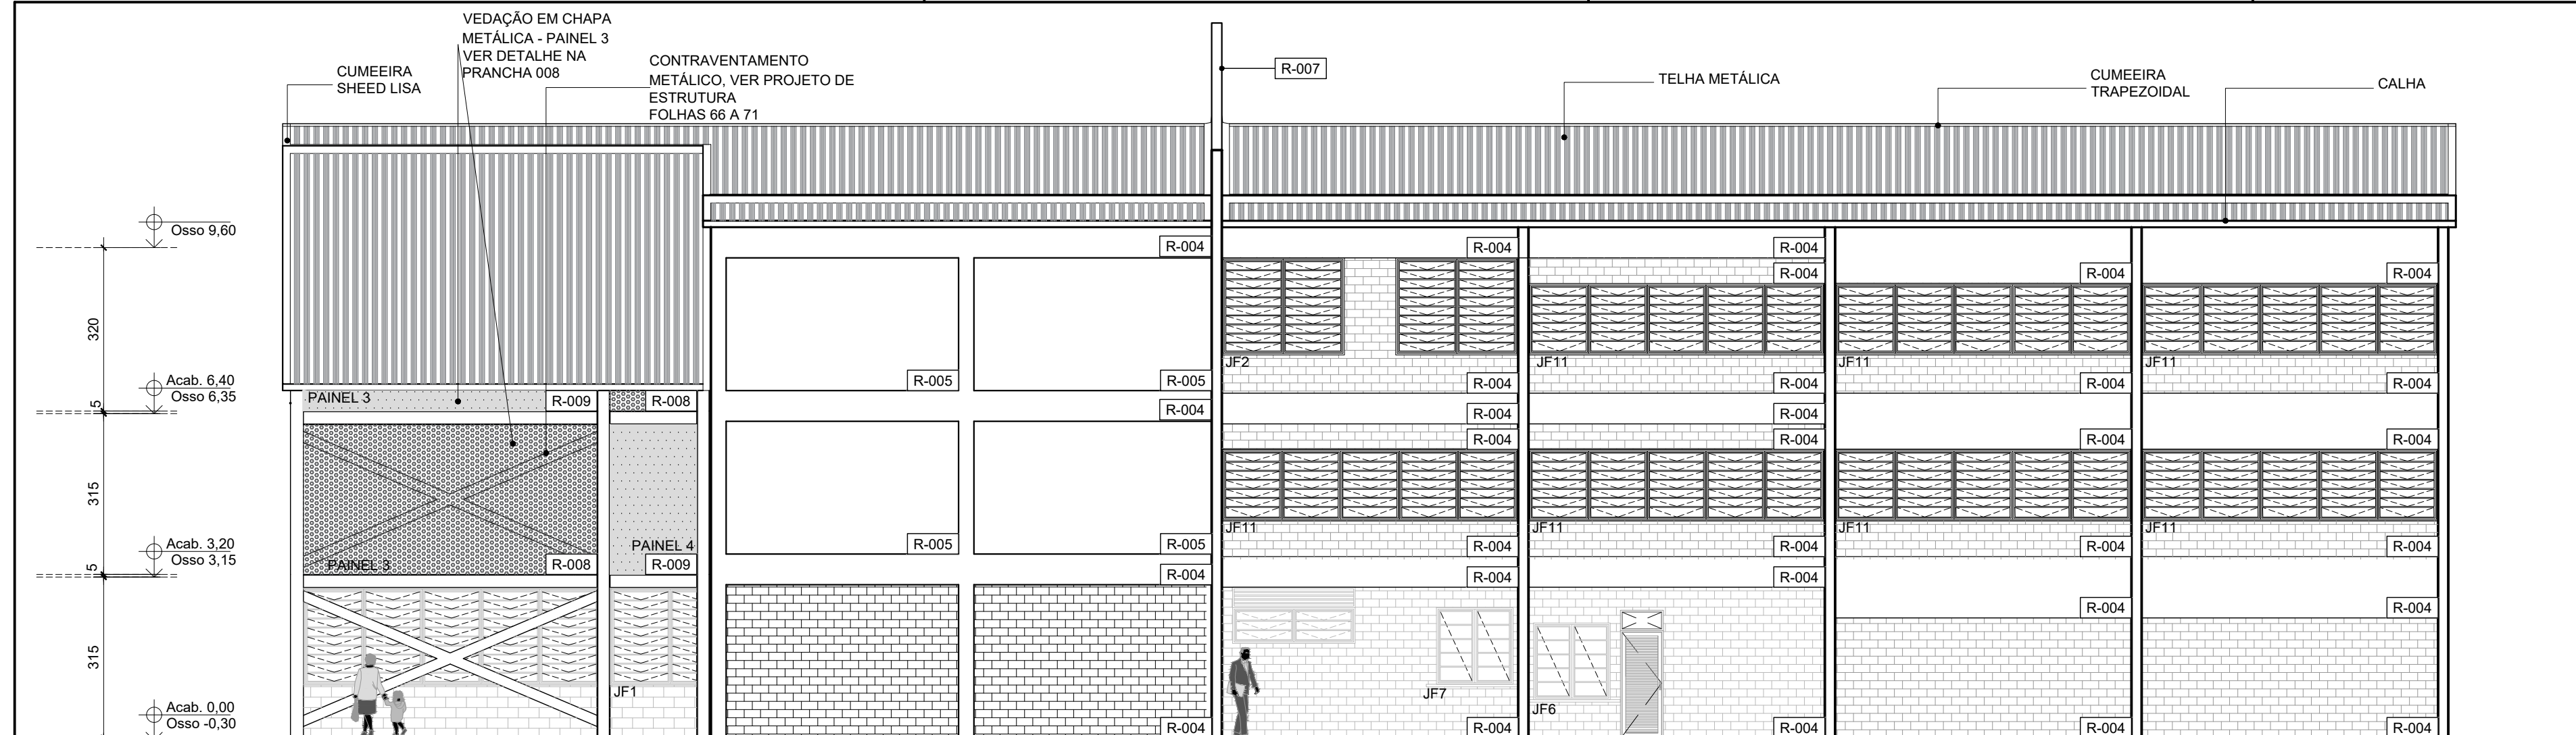 VEDAÇÃO EM CHAPA
METÁLICA - PAINEL 3
VER DETALHE NA
PRANCHA 008
CONTRAVENTAMENTO
METÁLICO, VER PROJETO DE
ESTRUTURA
FOLHAS 66 A 71
CUMEEIRA
SHEED LISA
R-007
TELHA METÁLICA
CUMEEIRA
TRAPEZOIDAL
CALHA
Osso 9,60
320
Acab. 6,40
Osso 6,35
5
315
Acab. 3,20
Osso 3,15
5
315
Acab. 0,00
Osso -0,30
R-004 R-004 R-004
R-004 R-004 R-004
JF2 JF11 JF11 JF11
R-005 R-005 R-004 R-004 R-004 R-004
PAINEL 3 R-009 R-008
R-004 R-004 R-004
R-004 R-004 R-004 R-004
JF11 JF11 JF11 JF11
PAINEL 4 R-005 R-005 R-004 R-004 R-004 R-004
PAINEL 3 R-008 R-009
R-004 R-004 R-004
R-004 R-004
JF1 JF7 JF6
R-004 R-004 R-004 R-004 R-004